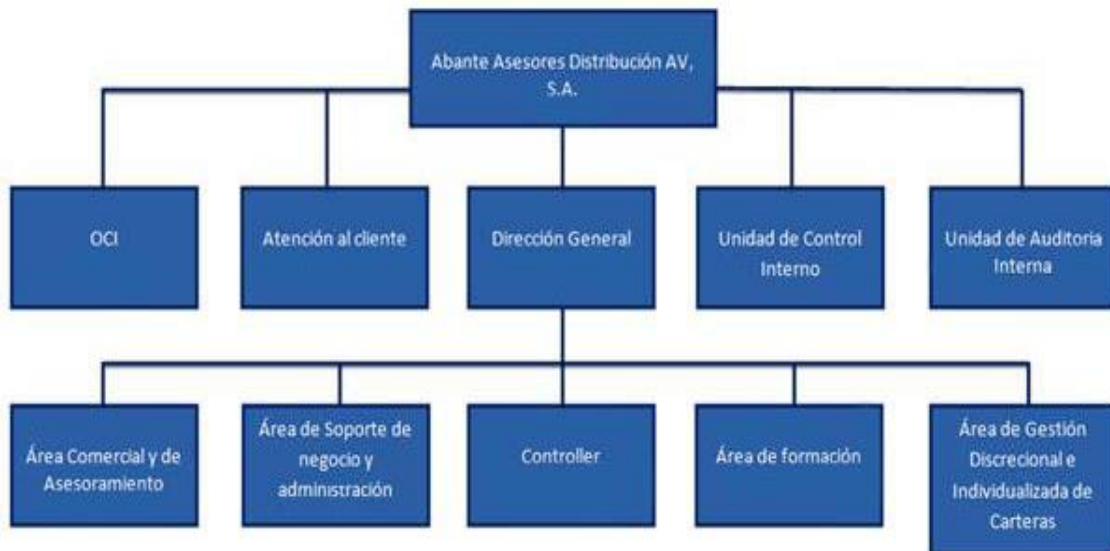 Abante Asesores Distribución AV,
S.A.
OCI
Atención al cliente
Dirección General
Unidad de Control
Interno
Unidad de Auditoria
Interna
Área Comercial y de
Asesoramiento
Área de Soporte de
negocio y
administración
Controller
Área de formación
Área de Gestión
Discrecional e
Individualizada de
Carteras